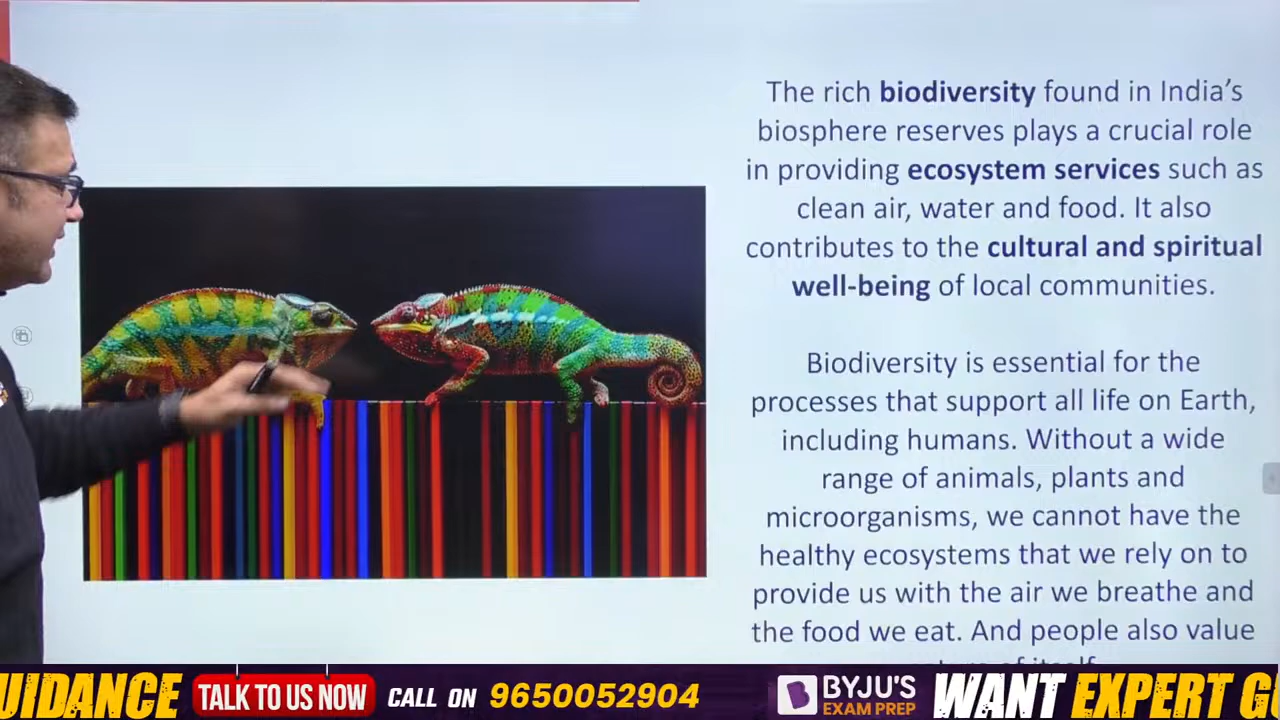 The rich biodiversity found in India's
biosphere reserves plays a crucial role
in providing ecosystem services such as
clean air, water and food. It also
contributes to the cultural and spiritual
well-being of local communities.
Biodiversity is essential for the
processes that support all life on Earth,
including humans. Without a wide
range of animals, plants and
microorganisms, we cannot have the
healthy ecosystems that we rely on to
provide us with the air we breathe and
the food we eat. And people also value
of itself.
UIDANCE TALK TO US NOW CALL ON 9650052904 BYJU'S EXAM PREP WANT EXPERT GU